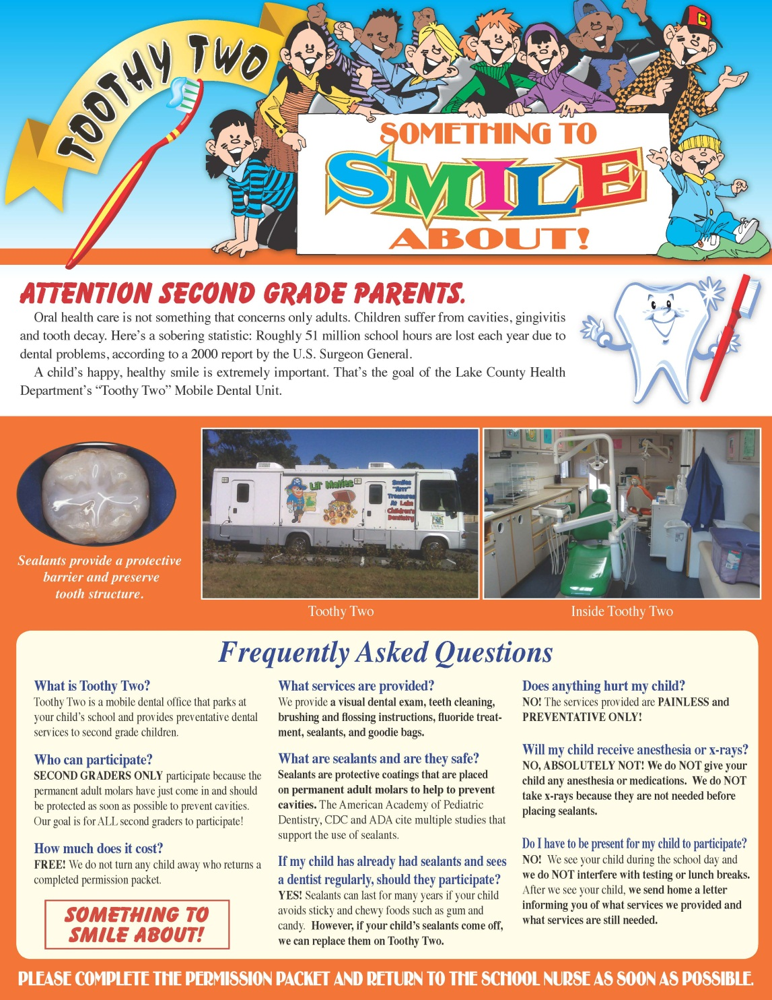 TOOTHY TWO
C
SOMETHING TO
SMILE
ABOUT!
ATTENTION SECOND GRADE PARENTS.
Oral health care is not something that concerns only adults. Children suffer from cavities, gingivitis
and tooth decay. Here's a sobering statistic: Roughly 51 million school hours are lost each year due to
dental problems, according to a 2000 report by the U.S. Surgeon General.
A child's happy, healthy smile is extremely important. That's the goal of the Lake County Health
Department's “Toothy Two” Mobile Dental Unit.
Sealants provide a protective
barrier and preserve
tooth structure.
Lil' Maties
Smiles
"Arrr"
Treasures
At Lake
Children's
Dentistry
Toothy Two
Inside Toothy Two
Frequently Asked Questions
What is Toothy Two?
Toothy Two is a mobile dental office that parks at
your child's school and provides preventative dental
services to second grade children.
Who can participate?
SECOND GRADERS ONLY participate because the
permanent adult molars have just come in and should
be protected as soon as possible to prevent cavities.
Our goal is for ALL second graders to participate!
How much does it cost?
FREE! We do not turn any child away who returns a
completed permission packet.
SOMETHING TO
SMILE ABOUT!
What services are provided?
We provide a visual dental exam, teeth cleaning,
brushing and flossing instructions, fluoride treat-
ment, sealants, and goodie bags.
What are sealants and are they safe?
Sealants are protective coatings that are placed
on permanent adult molars to help to prevent
cavities. The American Academy of Pediatric
Dentistry, CDC and ADA cite multiple studies that
support the use of sealants.
If my child has already had sealants and sees
a dentist regularly, should they participate?
YES! Sealants can last for many years if your child
avoids sticky and chewy foods such as gum and
candy. However, if your child's sealants come off,
we can replace them on Toothy Two.
Does anything hurt my child?
NO! The services provided are PAINLESS and
PREVENTATIVE ONLY!
Will my child receive anesthesia or x-rays?
NO, ABSOLUTELY NOT! We do NOT give your
child any anesthesia or medications. We do NOT
take x-rays because they are not needed before
placing sealants.
Do I have to be present for my child to participate?
NO! We see your child during the school day and
we do NOT interfere with testing or lunch breaks.
After we see your child, we send home a letter
informing you of what services we provided and
what services are still needed.
PLEASE COMPLETE THE PERMISSION PACKET AND RETURN TO THE SCHOOL NURSE AS SOON AS POSSIBLE.